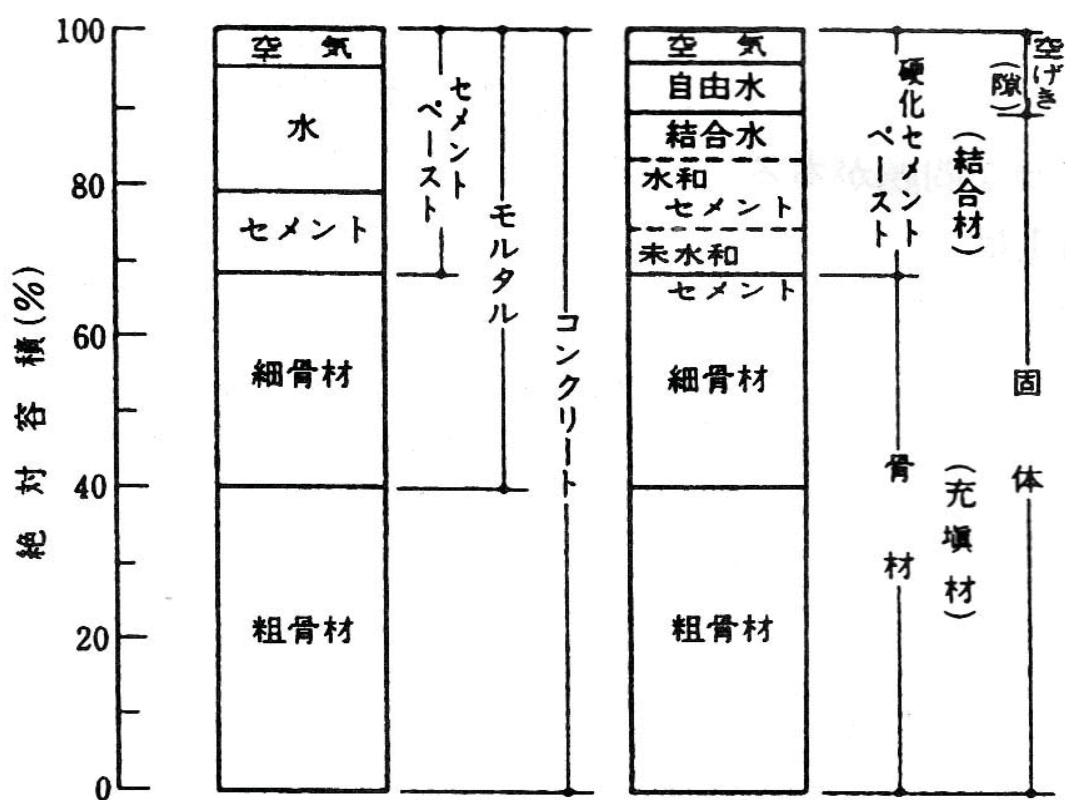 絶対容積(%)
100
80
60
40
20
0
空気
水
セメント
細骨材
粗骨材
セメント
ペースト
モルタル
コンクリート
空気
自由水
結合水
水和
セメント
未水和
セメント
細骨材
粗骨材
硬化セメント
ペースト
(結合材)
骨材
(充填材)
空げき
(隙)
固体